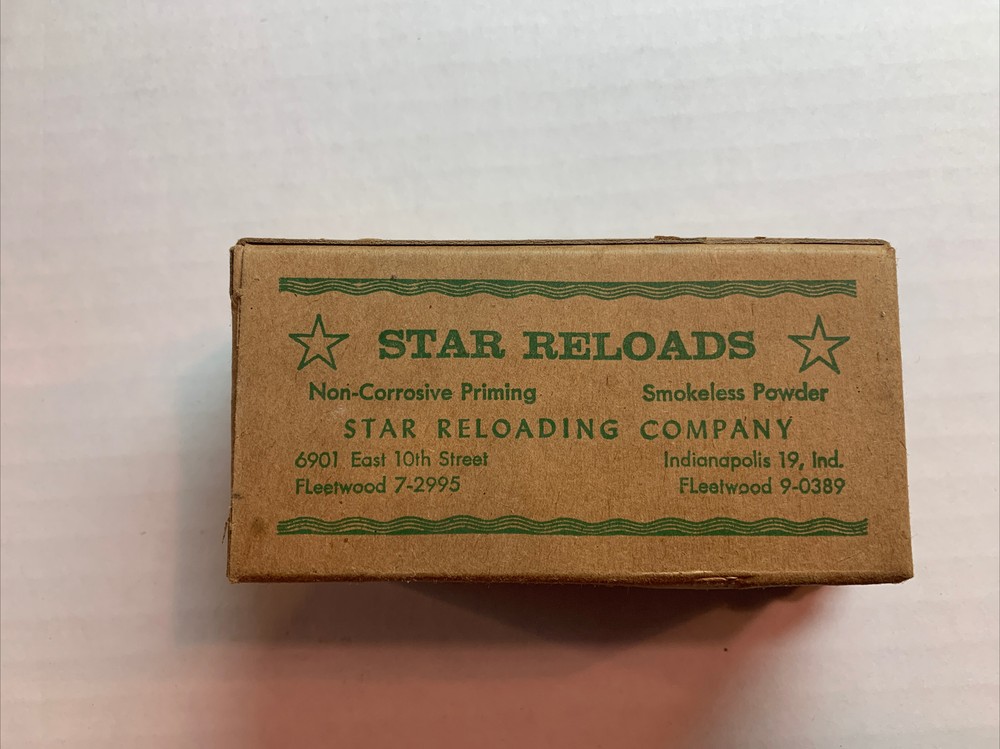 STAR RELOADS
Non-Corrosive Priming Smokeless Powder
STAR RELOADING COMPANY
6901 East 10th Street Indianapolis 19, Ind.
FLeetwood 7-2995 FLeetwood 9-0389